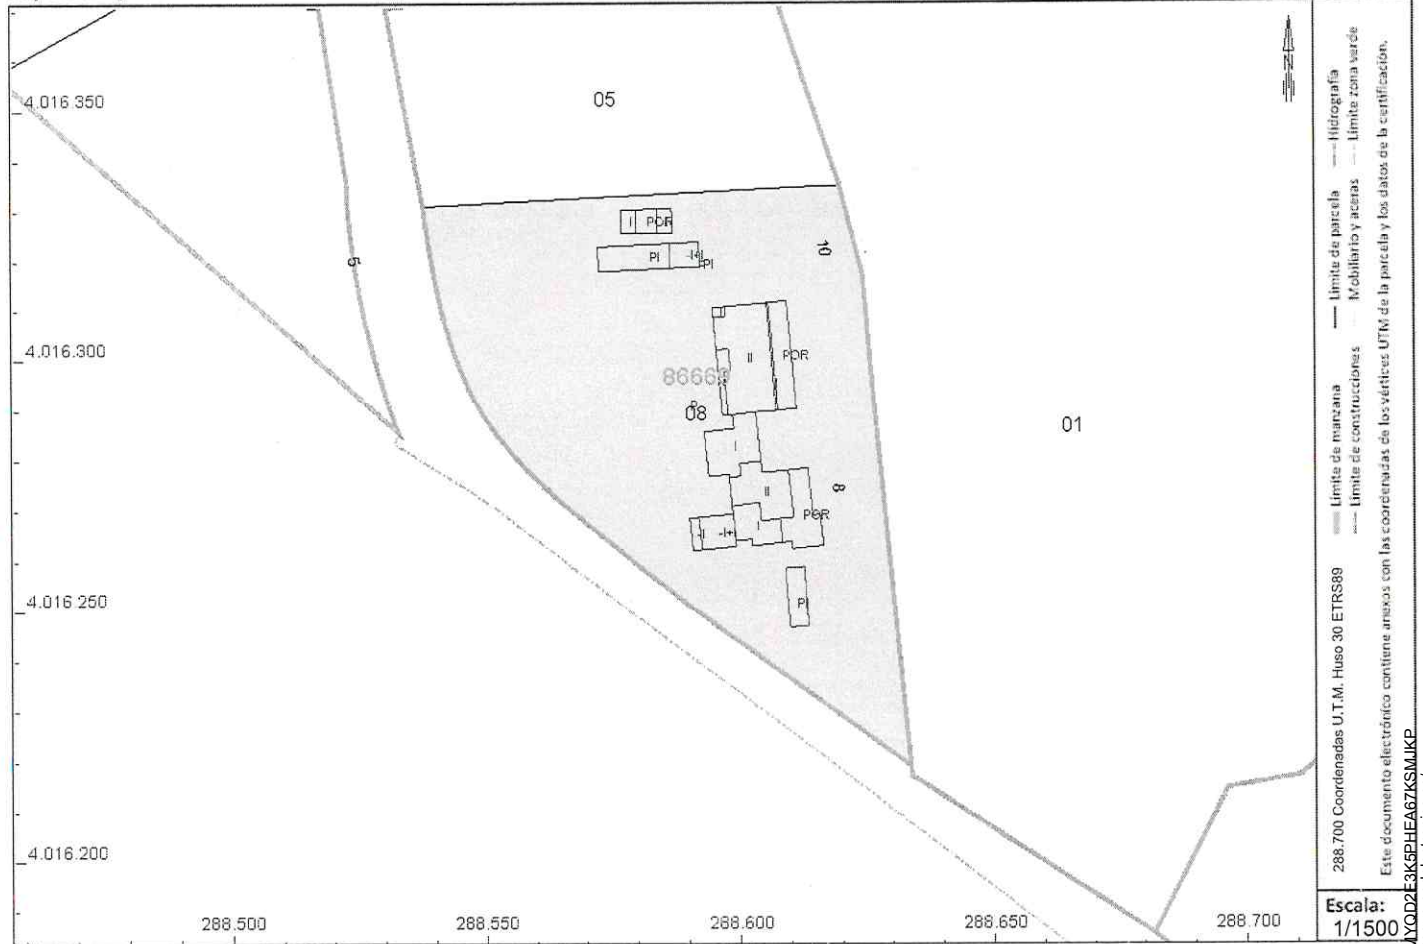 4.016.350
05
N
I POR
10
PI -I+I
PI
5
4.016.300
II POR
86669
P
08
01
I
II
8
POR
-I -I+I I
4.016.250
PI
4.016.200
288.500 288.550 288.600 288.650 288.700
288.700 Coordenadas U.T.M. Huso 30 ETRS89
Límite de manzana Límite de parcela Hidrografía
Límite de construcciones Mobiliario y aceras Límite zona verde
Este documento electrónico contiene anexos con las coordenadas de los vértices UTM de la parcela y los datos de la certificación.
Escala:
1/1500
YQD2E3K5PHEA67KSMJKP